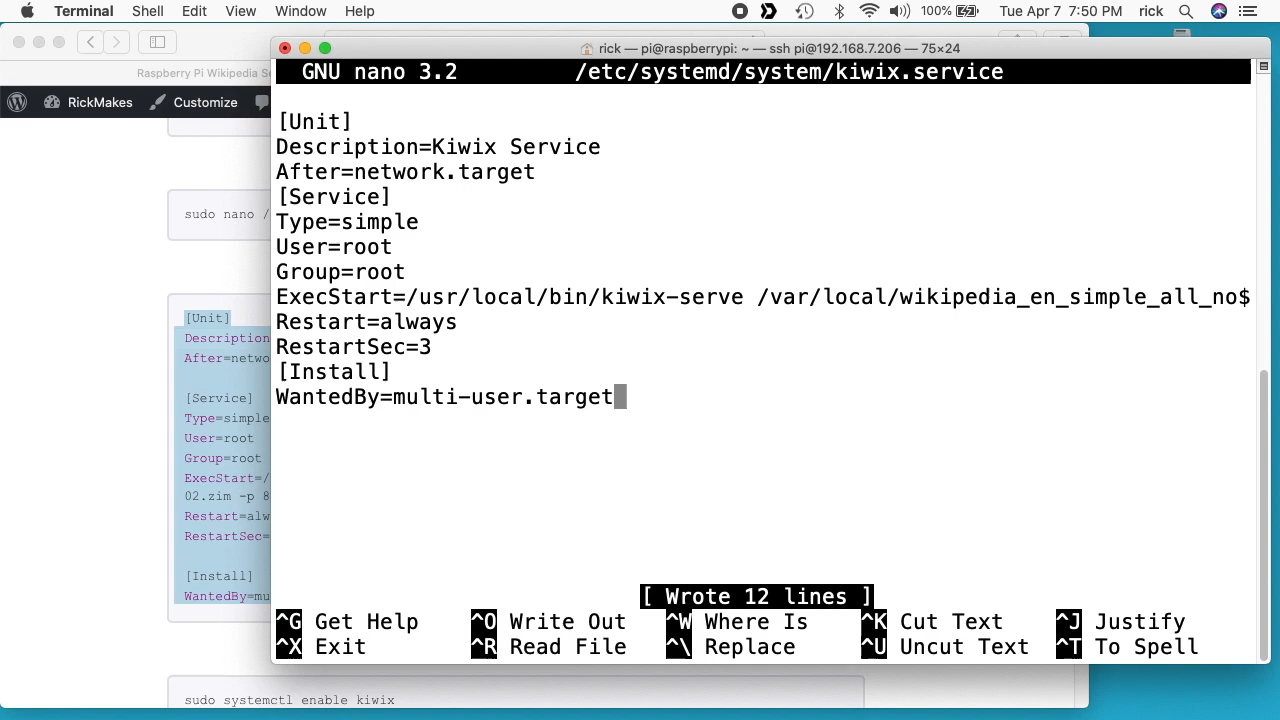 Terminal Shell Edit View Window Help 100% Tue Apr 7 7:50 PM rick
rick — pi@raspberrypi: ~ — ssh pi@192.168.7.206 — 75×24
Raspberry Pi Wikipedia Se
RickMakes Customize
GNU nano 3.2 /etc/systemd/system/kiwix.service
[Unit]
Description=Kiwix Service
After=network.target
[Service]
Type=simple
User=root
Group=root
ExecStart=/usr/local/bin/kiwix-serve /var/local/wikipedia_en_simple_all_no$
Restart=always
RestartSec=3
[Install]
WantedBy=multi-user.target
[ Wrote 12 lines ]
^G Get Help ^O Write Out ^W Where Is ^K Cut Text ^J Justify
^X Exit ^R Read File ^\ Replace ^U Uncut Text ^T To Spell
sudo nano /
[Unit]
Description
After=netwo
[Service]
Type=simple
User=root
Group=root
ExecStart=/
02.zim -p 8
Restart=alw
RestartSec=
[Install]
WantedBy=mu
sudo systemctl enable kiwix